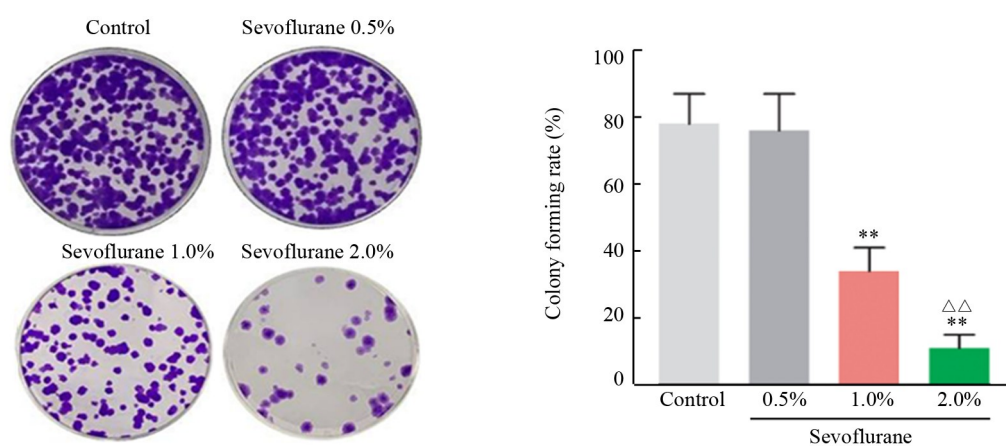 Control
Sevoflurane 0.5%
Sevoflurane 1.0%
Sevoflurane 2.0%
Colony forming rate (%)
100
80
60
40
20
0
**
△△
**
Control
0.5%
1.0%
2.0%
Sevoflurane